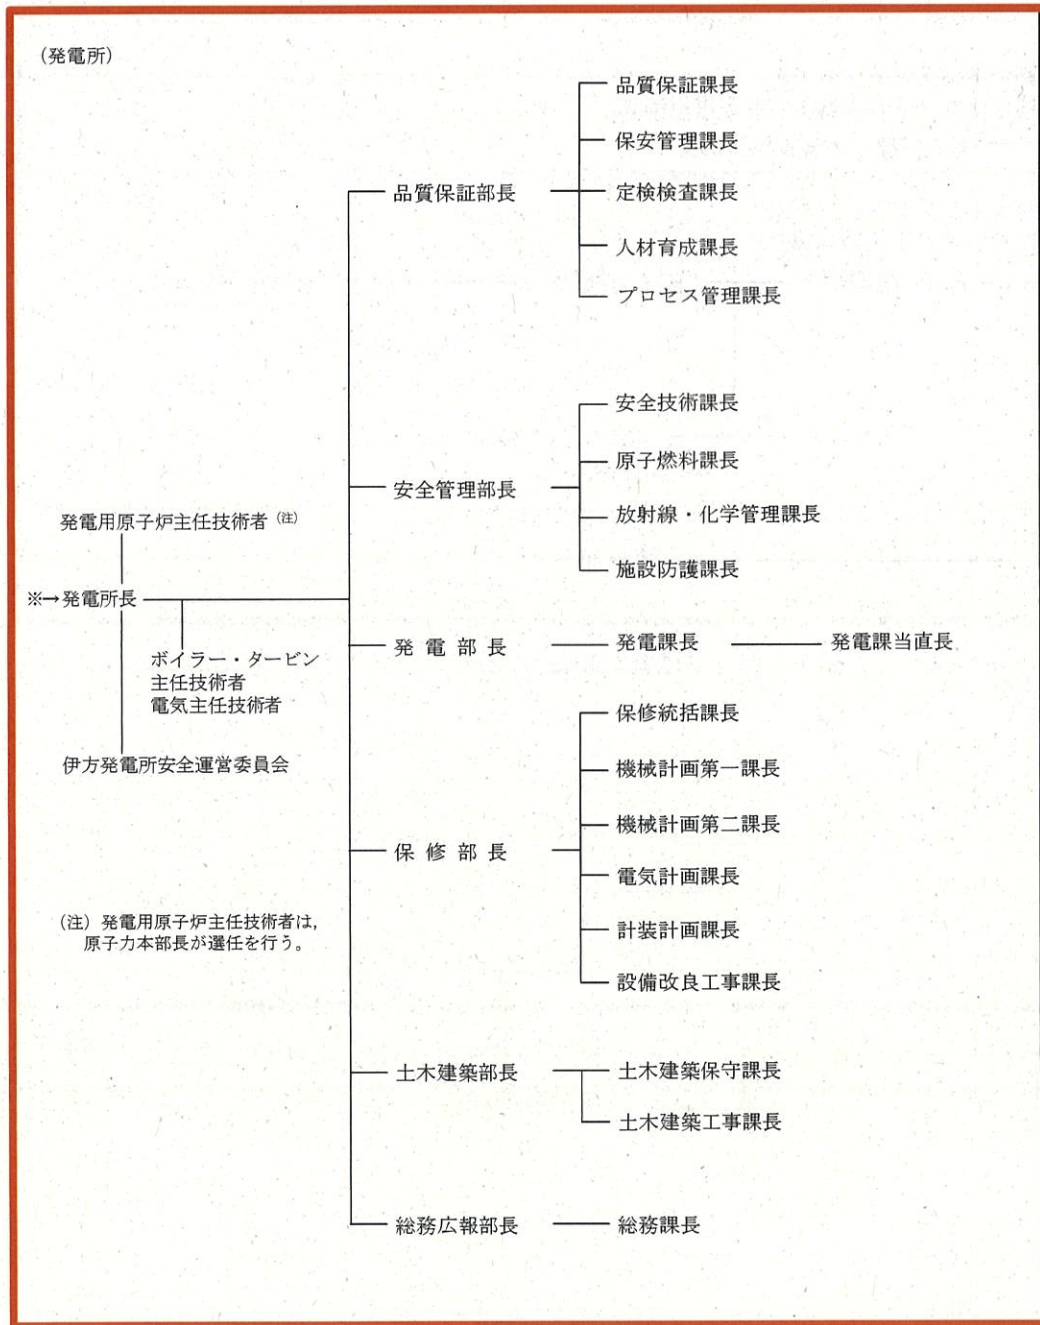 (発電所)
品質保証課長
保安管理課長
品質保証部長
定検検査課長
人材育成課長
プロセス管理課長
安全技術課長
原子燃料課長
安全管理部長
放射線・化学管理課長
施設防護課長
発電用原子炉主任技術者 (注)
※→発電所長
ボイラー・タービン
主任技術者
電気主任技術者
伊方発電所安全運営委員会
発電部長
発電課長
発電課当直長
保修統括課長
機械計画第一課長
機械計画第二課長
保修部長
電気計画課長
計装計画課長
設備改良工事課長
(注) 発電用原子炉主任技術者は,
原子力本部長が選任を行う。
土木建築部長
土木建築保守課長
土木建築工事課長
総務広報部長
総務課長